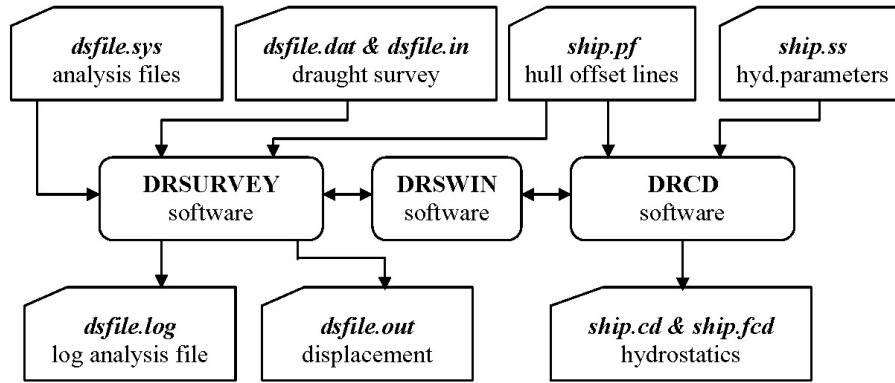 dsfile.sys
analysis files
dsfile.dat & dsfile.in
draught survey
ship.pf
hull offset lines
ship.ss
hyd.parameters
DRSURVEY
software
DRSWIN
software
DRCD
software
dsfile.log
log analysis file
dsfile.out
displacement
ship.cd & ship.fcd
hydrostatics